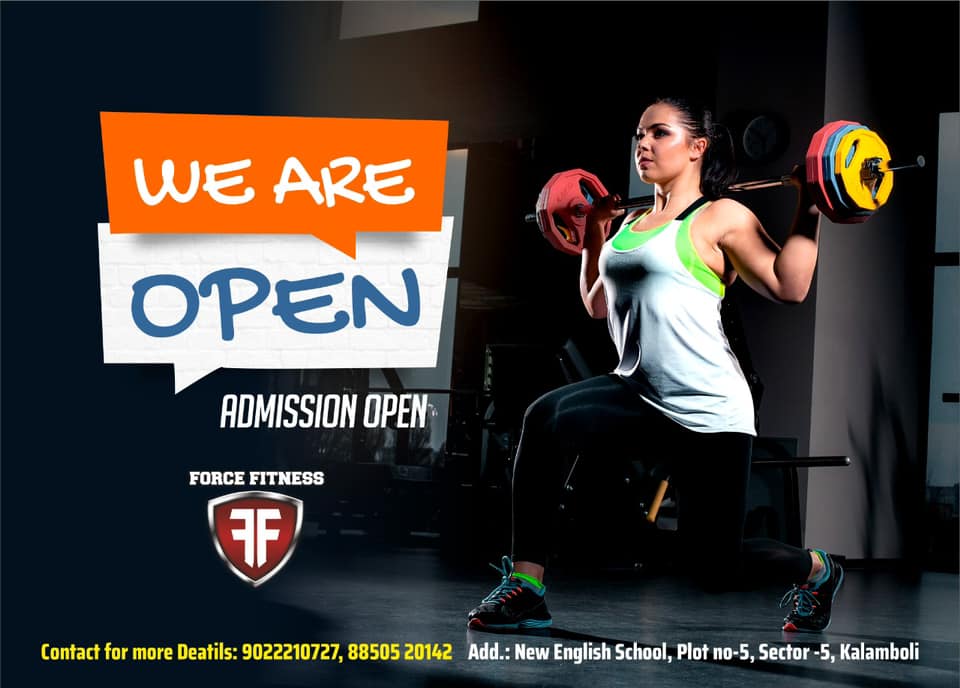 WE ARE
OPEN
ADMISSION OPEN
FORCE FITNESS
FF
Contact for more Deatils: 9022210727, 88505 20142 Add.: New English School, Plot no-5, Sector -5, Kalamboli